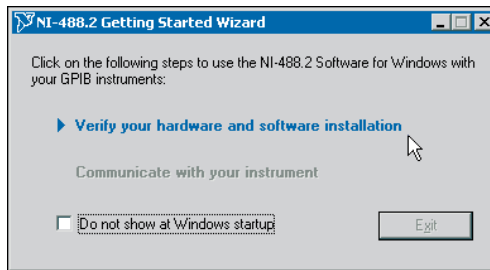 NI-488.2 Getting Started Wizard
Click on the following steps to use the NI-488.2 Software for Windows with
your GPIB instruments:
Verify your hardware and software installation
Communicate with your instrument
Do not show at Windows startup
Exit